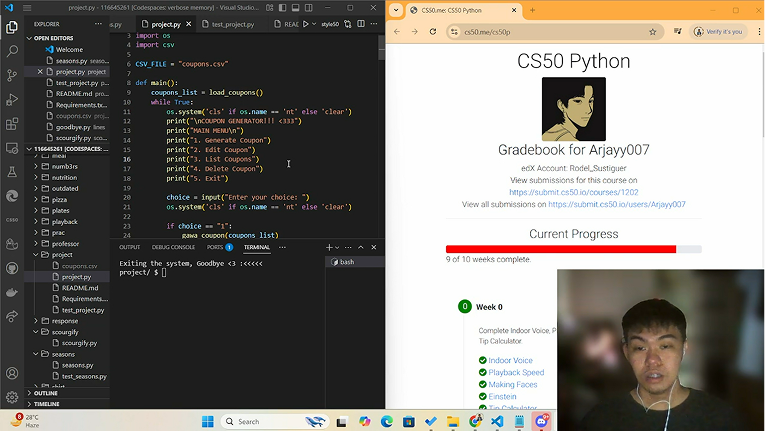 project.py - 116645261 [Codespaces: verbose memory] - Visual Studio...
EXPLORER
OPEN EDITORS
Welcome
seasons.py seaso...
project.py project
test_project.py ...
README.md proj...
Requirements.tx...
coupons.csv
goodbye.py lines
scourgify.py
116645261 [CODESPACES: ...
meal
numb3rs
nutrition
outdated
pizza
plates
playback
prac
professor
project
coupons.csv
project.py
README.md
Requirements....
test_project.py
response
scourgify
scourgify.py
seasons
seasons.py
test_seasons.py
OUTLINE
TIMELINE
ns.py
project.py
test_project.py
READ
style50
3
4 import os
5 import csv
6 CSV_FILE = "coupons.csv"
7
8 def main():
9 coupons_list = load_coupons()
10 while True:
11 os.system('cls' if os.name == 'nt' else 'clear')
12 print("\nCOUPON GENERATOR!!! <333")
13 print("MAIN MENU\n")
14 print("1. Generate Coupon")
15 print("2. Edit Coupon")
16 print("3. List Coupons")
17 print("4. Delete Coupon")
18 print("5. Exit")
19
20 choice = input("Enter your choice: ")
21 os.system('cls' if os.name == 'nt' else 'clear')
22
23 if choice == "1":
24 gawa_coupon(coupons_list)
OUTPUT DEBUG CONSOLE PORTS 1 TERMINAL
bash
Exiting the system, Goodbye <3 :<<<<<
project/ $
CS50.me: CS50 Python
cs50.me/cs50p
Verify it's you
CS50 Python
Gradebook for Arjayy007
edX Account: Rodel_Sustiguer
View submissions for this course on
https://submit.cs50.io/courses/1202
View all submissions on https://submit.cs50.io/users/Arjayy007
Current Progress
9 of 10 weeks complete.
0 Week 0
Complete Indoor Voice, P
Tip Calculator.
Indoor Voice
Playback Speed
Making Faces
Einstein
Tip Calculator
28°C
Haze
Search